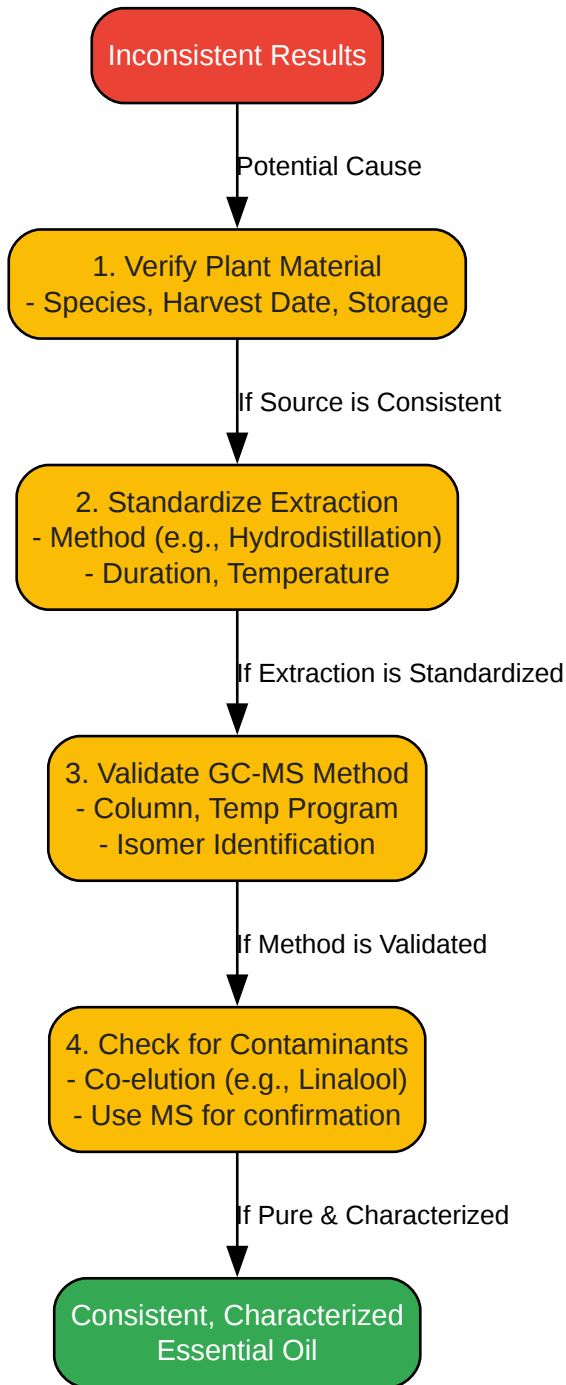 Inconsistent Results
Potential Cause
1. Verify Plant Material
- Species, Harvest Date, Storage
If Source is Consistent
2. Standardize Extraction
- Method (e.g., Hydrodistillation)
- Duration, Temperature
If Extraction is Standardized
3. Validate GC-MS Method
- Column, Temp Program
- Isomer Identification
If Method is Validated
4. Check for Contaminants
- Co-elution (e.g., Linalool)
- Use MS for confirmation
If Pure & Characterized
Consistent, Characterized
Essential Oil